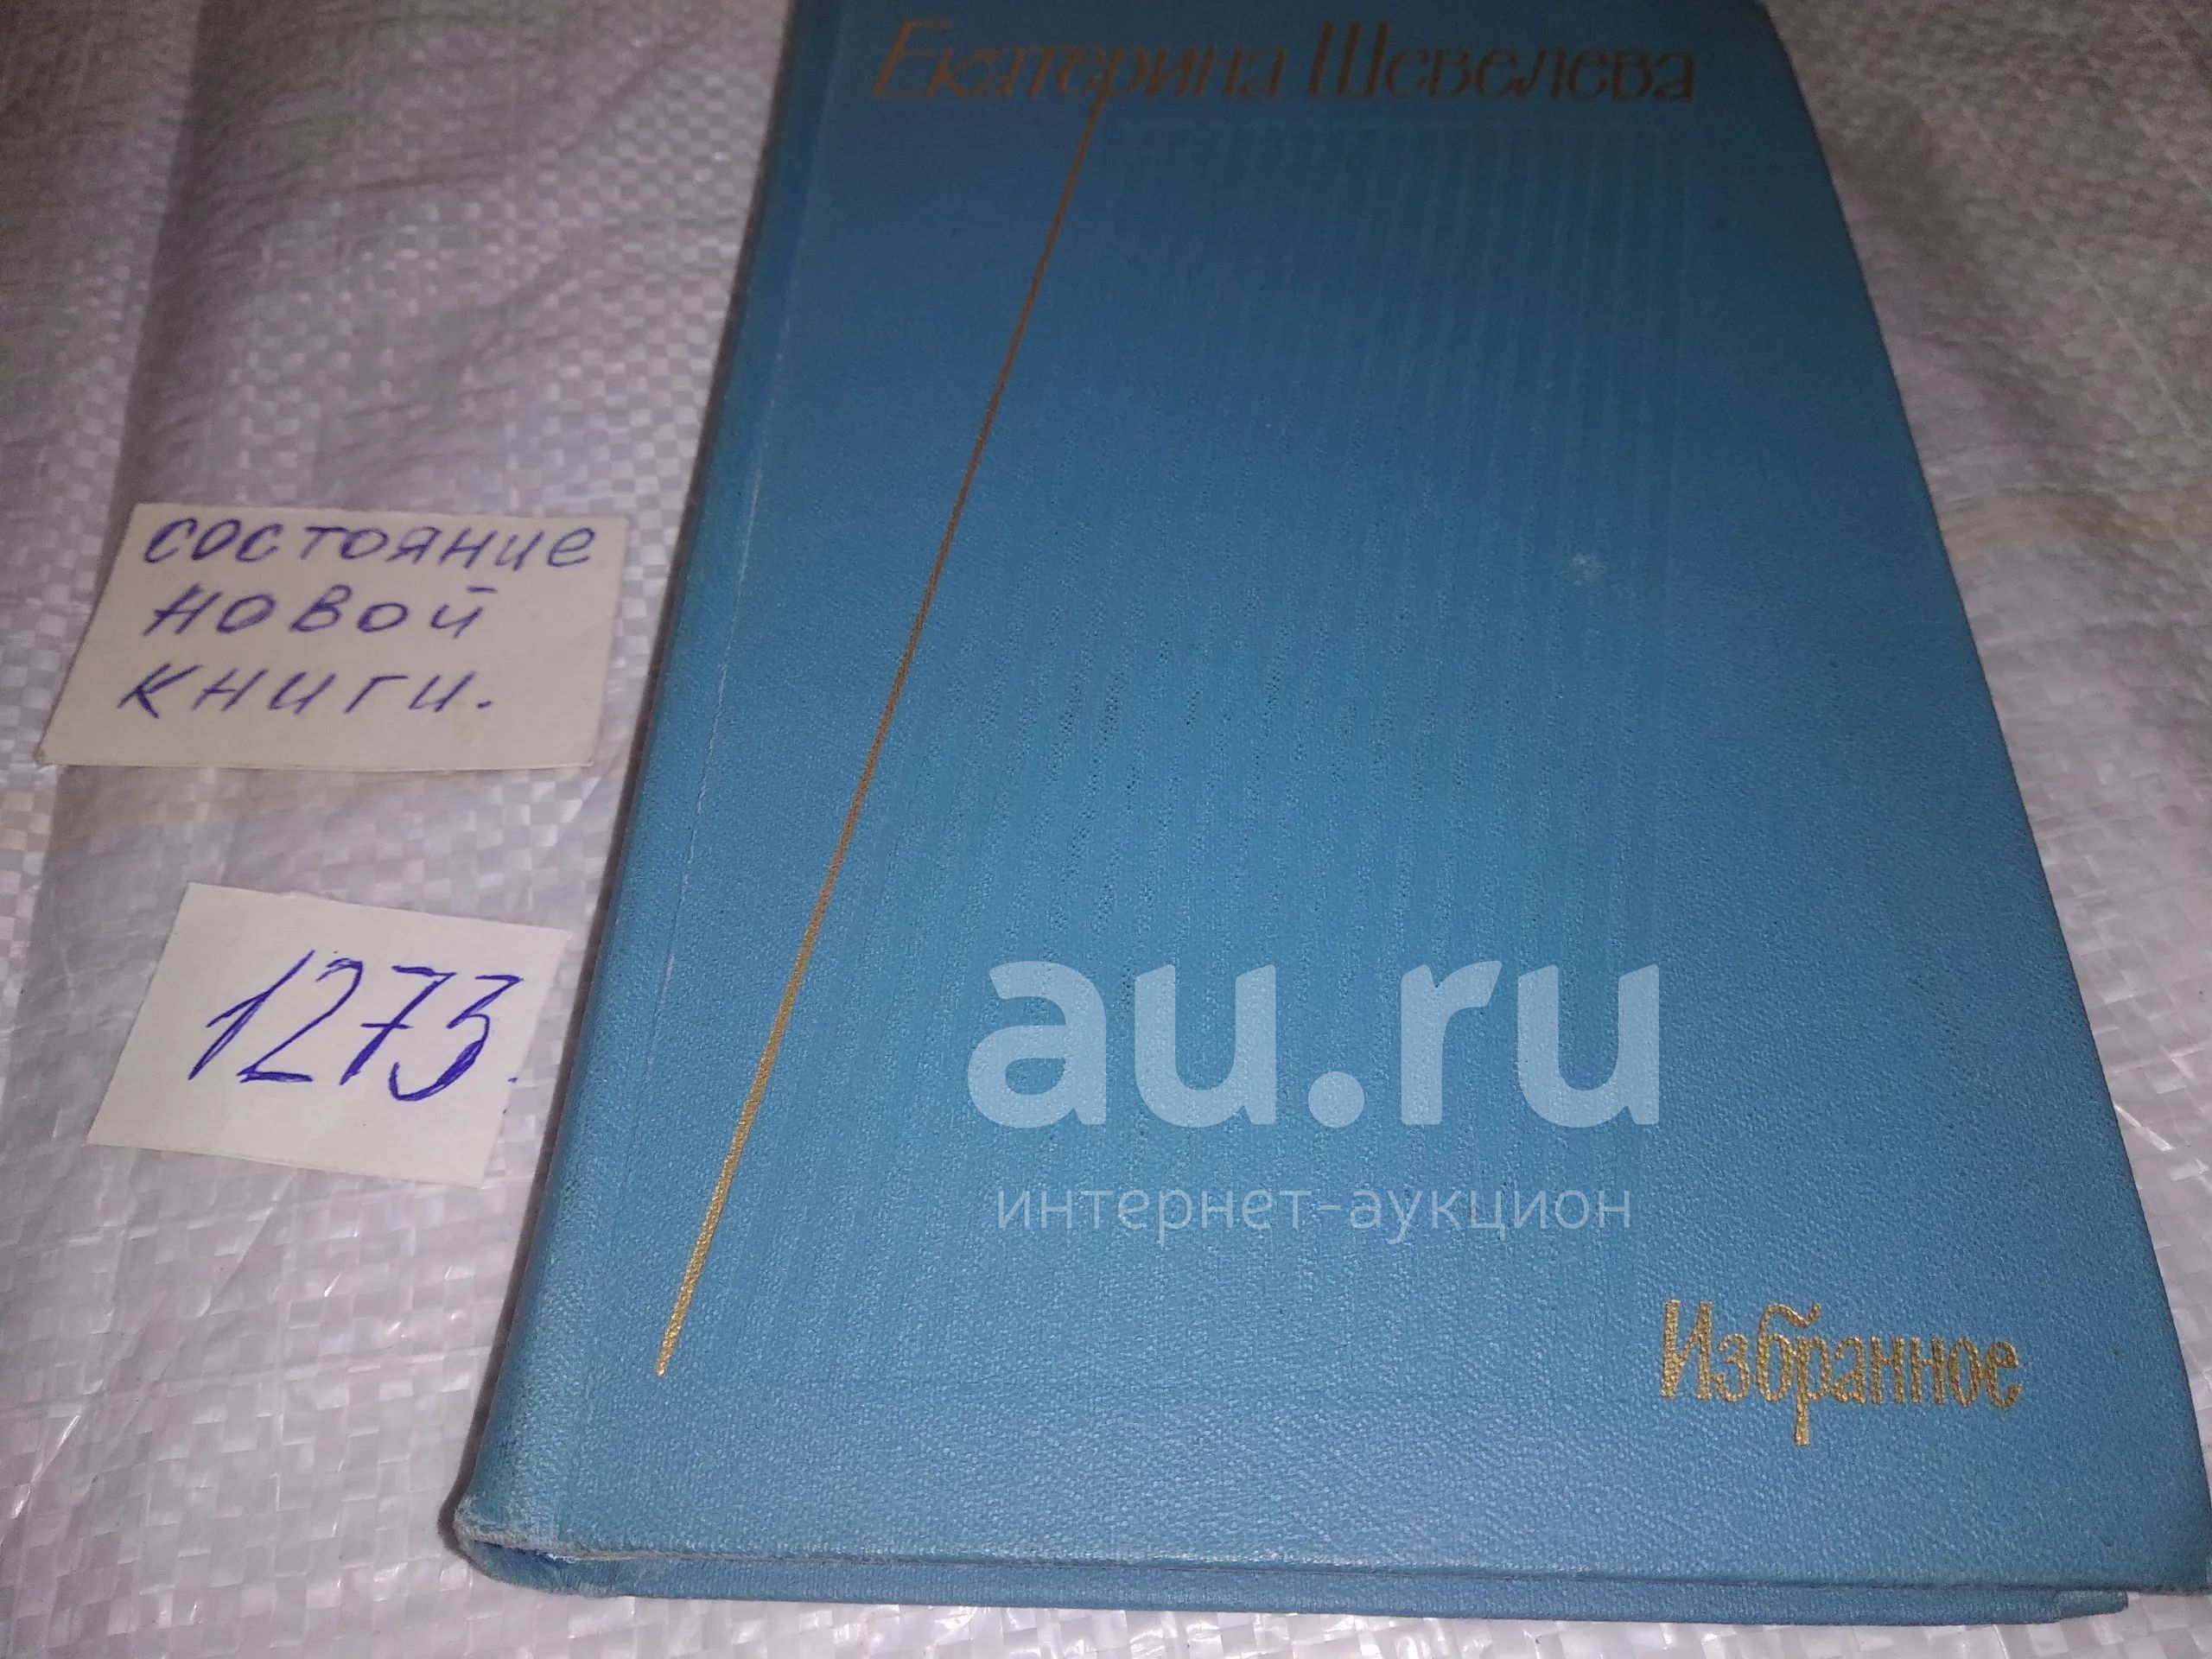 Екатерина Шевелева
состояние
новой
книги.
1273.
au.ru
интернет-аукцион
Избранное